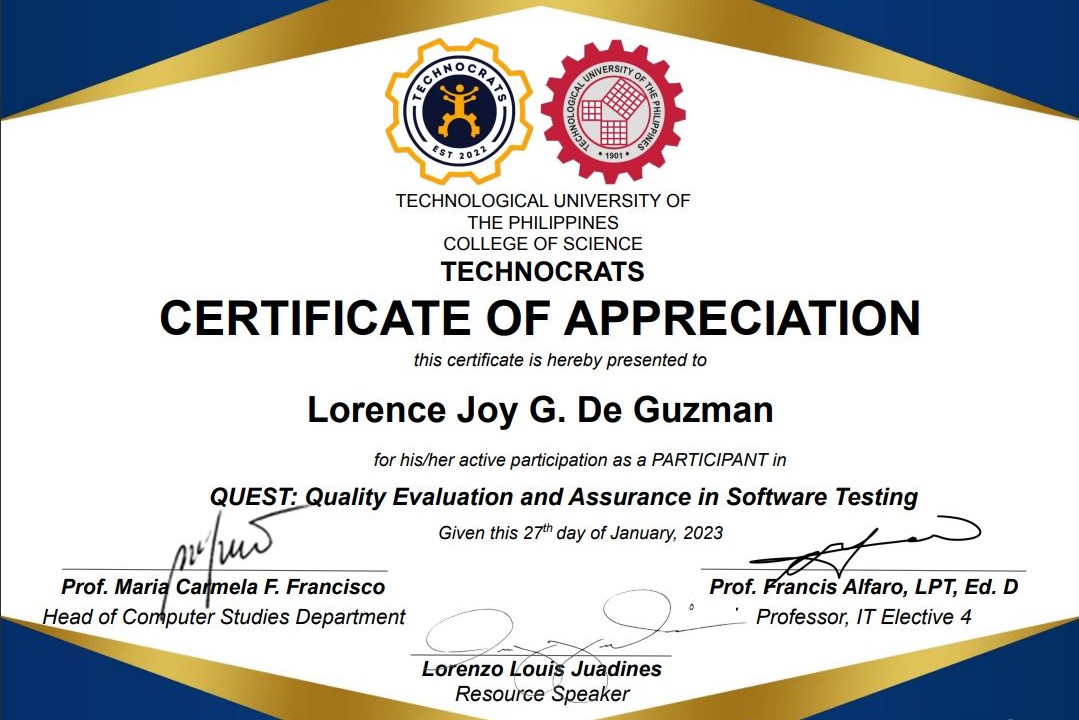 TECHNOCRATS
EST 2022
TECHNOLOGICAL UNIVERSITY OF THE PHILIPPINES
• 1901 •
TECHNOLOGICAL UNIVERSITY OF
THE PHILIPPINES
COLLEGE OF SCIENCE
TECHNOCRATS
CERTIFICATE OF APPRECIATION
this certificate is hereby presented to
Lorence Joy G. De Guzman
for his/her active participation as a PARTICIPANT in
QUEST: Quality Evaluation and Assurance in Software Testing
Given this 27th day of January, 2023
Prof. Maria Carmela F. Francisco
Head of Computer Studies Department
Prof. Francis Alfaro, LPT, Ed. D
Professor, IT Elective 4
Lorenzo Louis Juadines
Resource Speaker